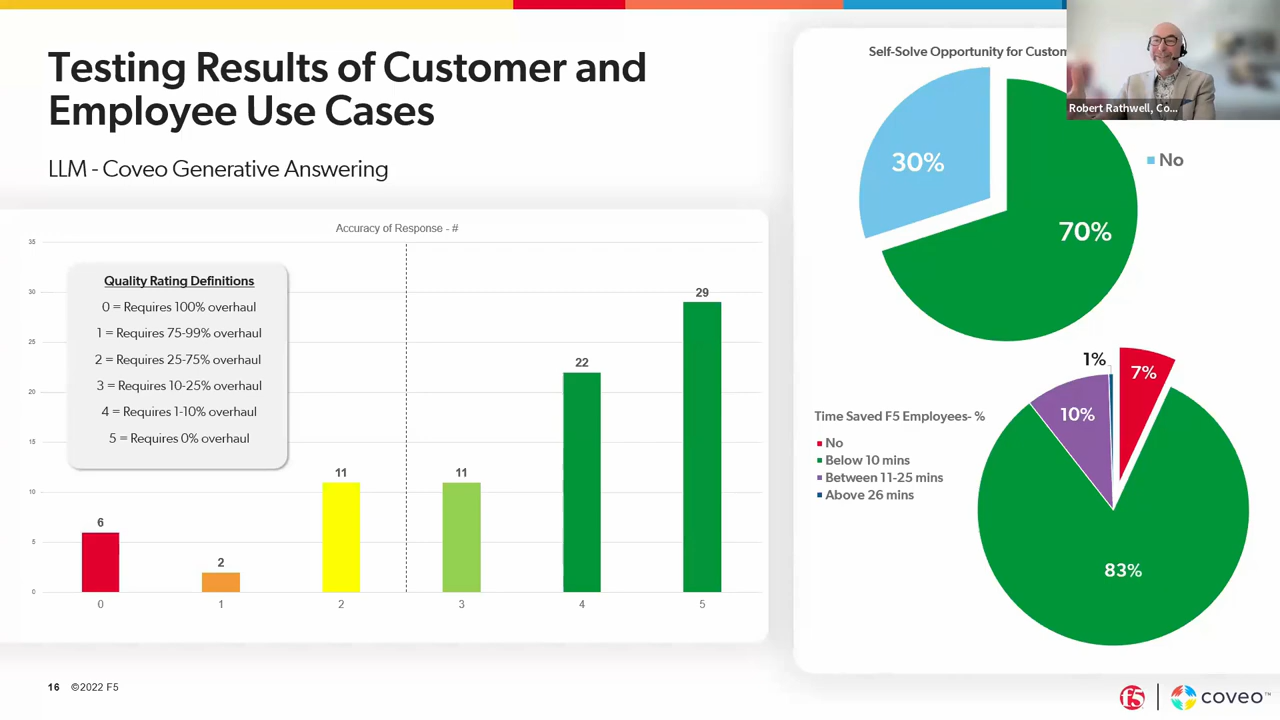 Testing Results of Customer and
Employee Use Cases
LLM - Coveo Generative Answering
Accuracy of Response - #
35
30
25
20
15
10
5
0
Quality Rating Definitions
0 = Requires 100% overhaul
1 = Requires 75-99% overhaul
2 = Requires 25-75% overhaul
3 = Requires 10-25% overhaul
4 = Requires 1-10% overhaul
5 = Requires 0% overhaul
6
2
11
11
22
29
0
1
2
3
4
5
Self-Solve Opportunity for
30%
70%
No
Robert Rathwell, Co...
Time Saved F5 Employees- %
No
Below 10 mins
Between 11-25 mins
Above 26 mins
1%
7%
10%
83%
16 ©2022 F5
f5
coveo™